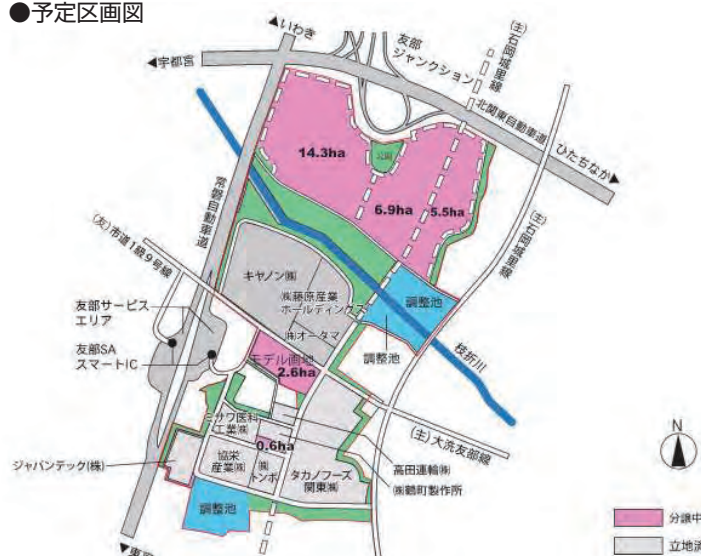 ●予定区画図
▲いわき
◀宇都宮
友部
ジャンクション
(主)石岡城里線
北関東自動車道
ひたちなか▶
14.3ha
公園
6.9ha
5.5ha
常磐自動車道
(主)石岡城里線
(友)市道1級9号線
キヤノン㈱
㈱藤原産業
ホールディングス
㈱オータマ
調整池
調整池
枝折川
友部サービス
エリア
友部SA
スマートIC
モデル画地
2.6ha
(主)大洗友部線
ミサワ医科
工業㈱
0.6ha
ジャパンテック(株)
協栄
産業㈱
㈱
トンボ
タカノフーズ
関東㈱
高田運輸㈱
㈱鶴町製作所
調整池
N
分譲中
立地済